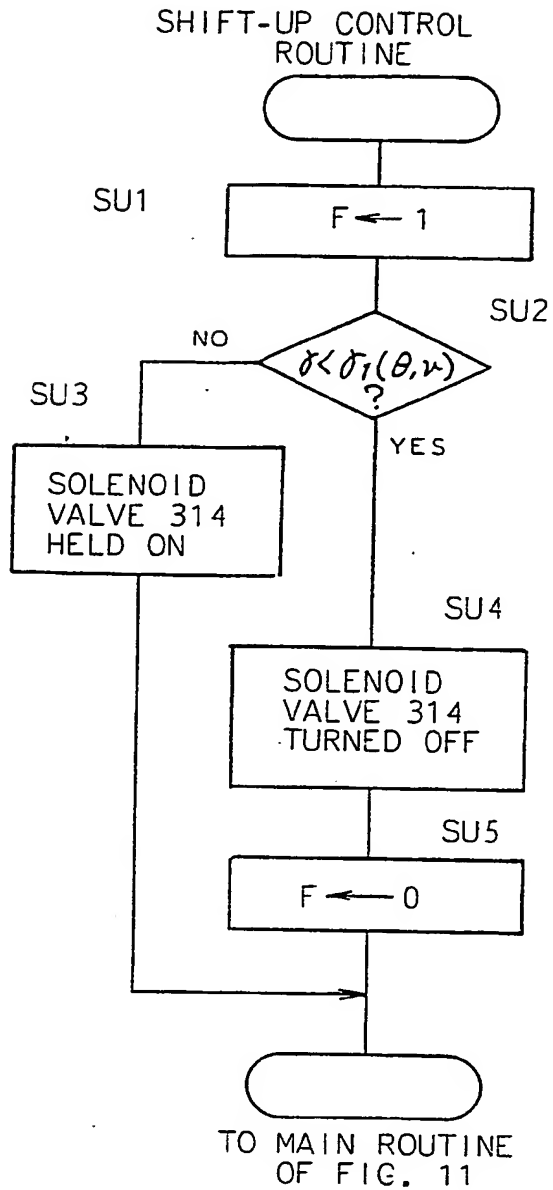 SHIFT-UP CONTROL
ROUTINE
SU1
F ← 1
SU2
γ < γ₁(θ,ν)
?
NO
YES
SU3
SOLENOID
VALVE 314
HELD ON
SU4
SOLENOID
VALVE 314
TURNED OFF
SU5
F ← 0
TO MAIN ROUTINE
OF FIG. 11